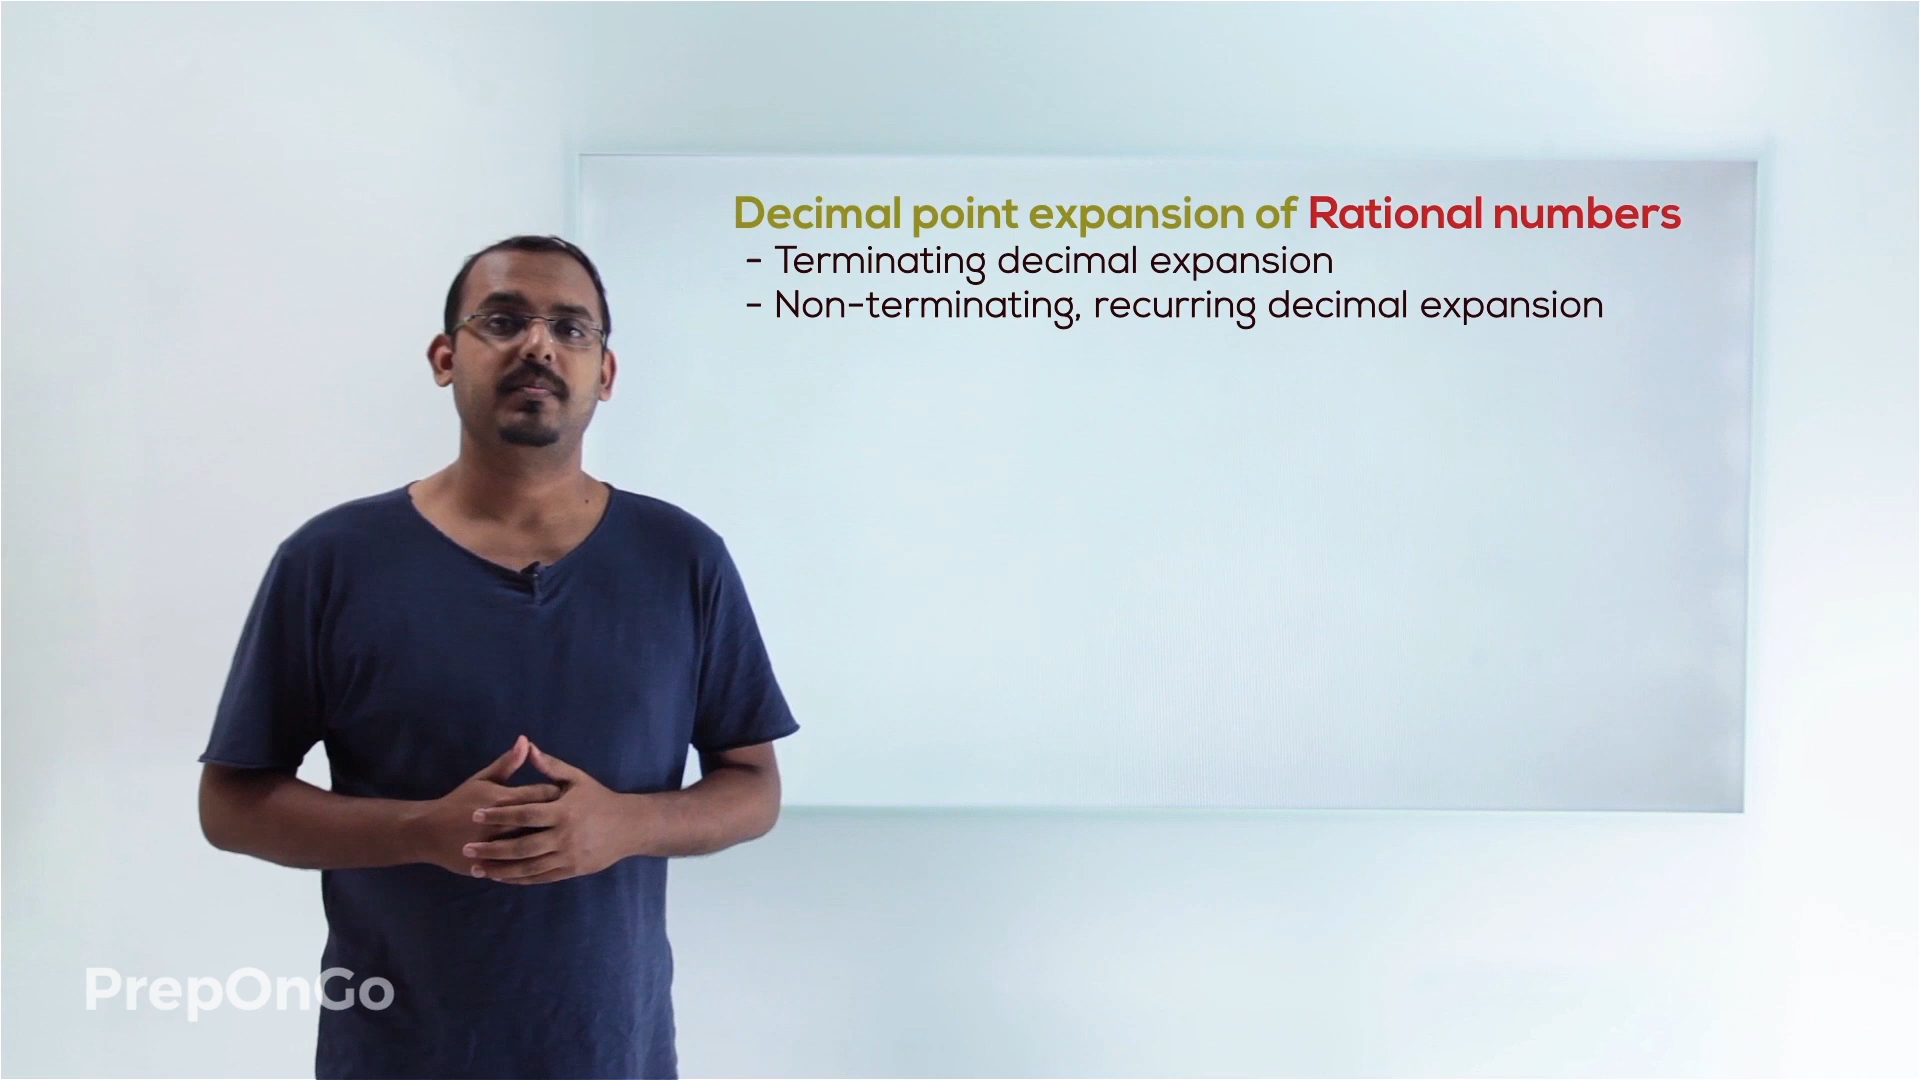 Decimal point expansion of Rational numbers
- Terminating decimal expansion
- Non-terminating, recurring decimal expansion
PrepOnGo